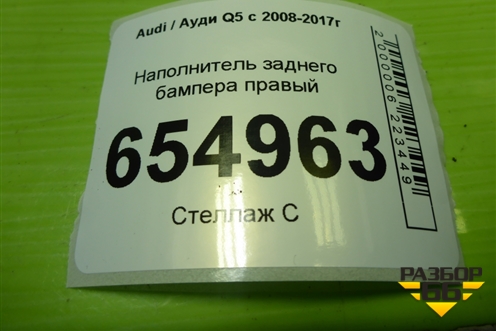 Audi / Ауди Q5 с 2008-2017г
Наполнитель заднего
бампера правый
654963
Стеллаж С
2000006223449
РАЗБОР
66